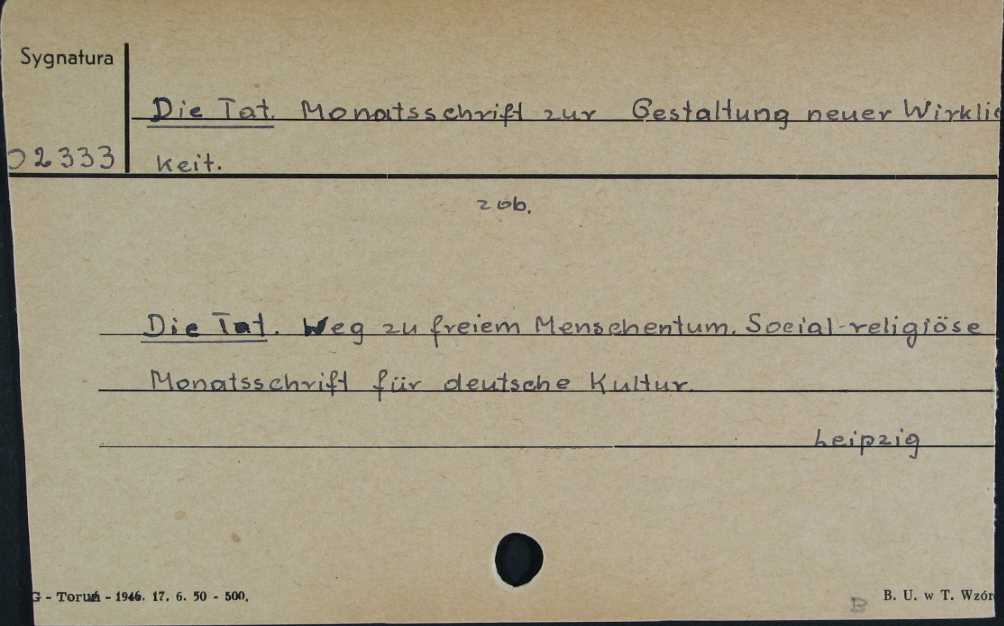 Sygnatura
Die Tat. Monatsschrift zur Gestaltung neuer Wirklic
02333 keit.
zob.
Die Tat. Weg zu freiem Menschentum. Social-religiöse
Monatsschrift für deutsche Kultur.
Leipzig
G - Toruń - 1946. 17. 6. 50 - 500.
B
B. U. w T. Wzór